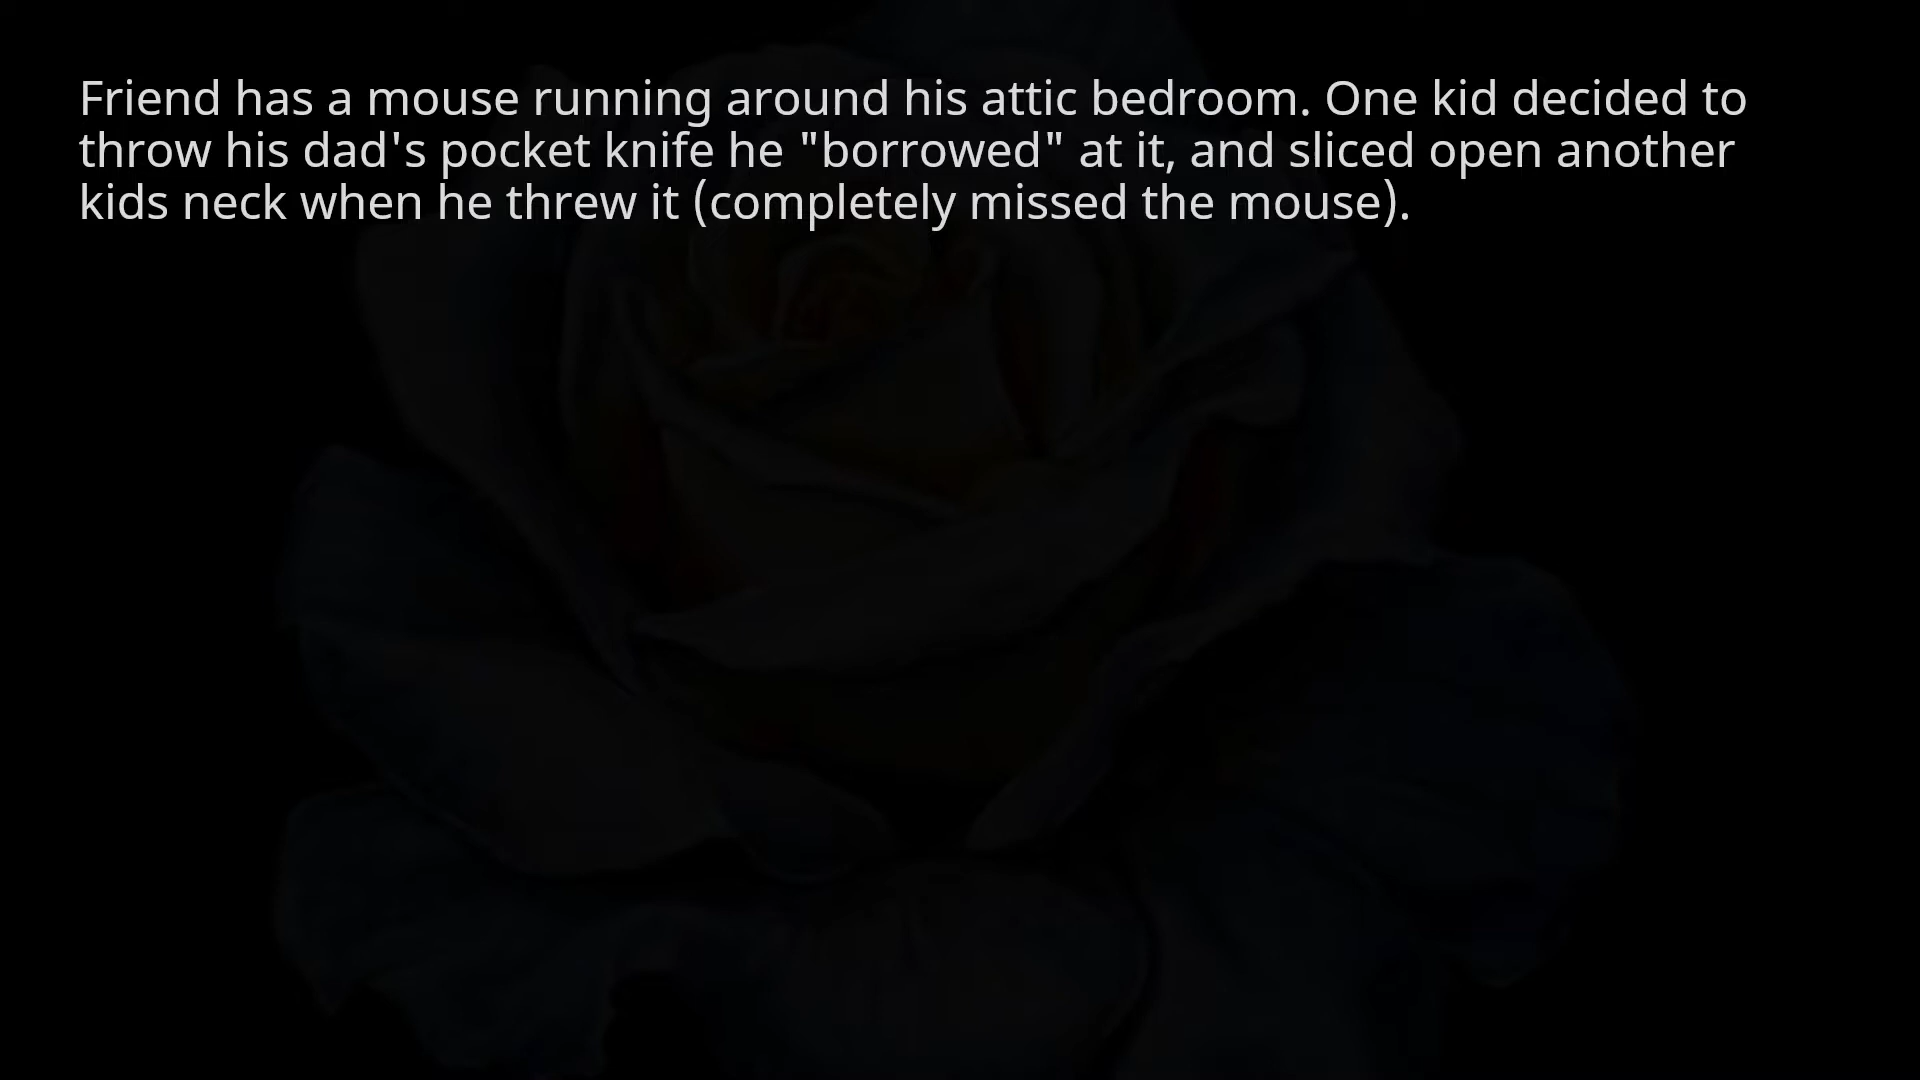 Friend has a mouse running around his attic bedroom. One kid decided to
throw his dad's pocket knife he "borrowed" at it, and sliced open another
kids neck when he threw it (completely missed the mouse).